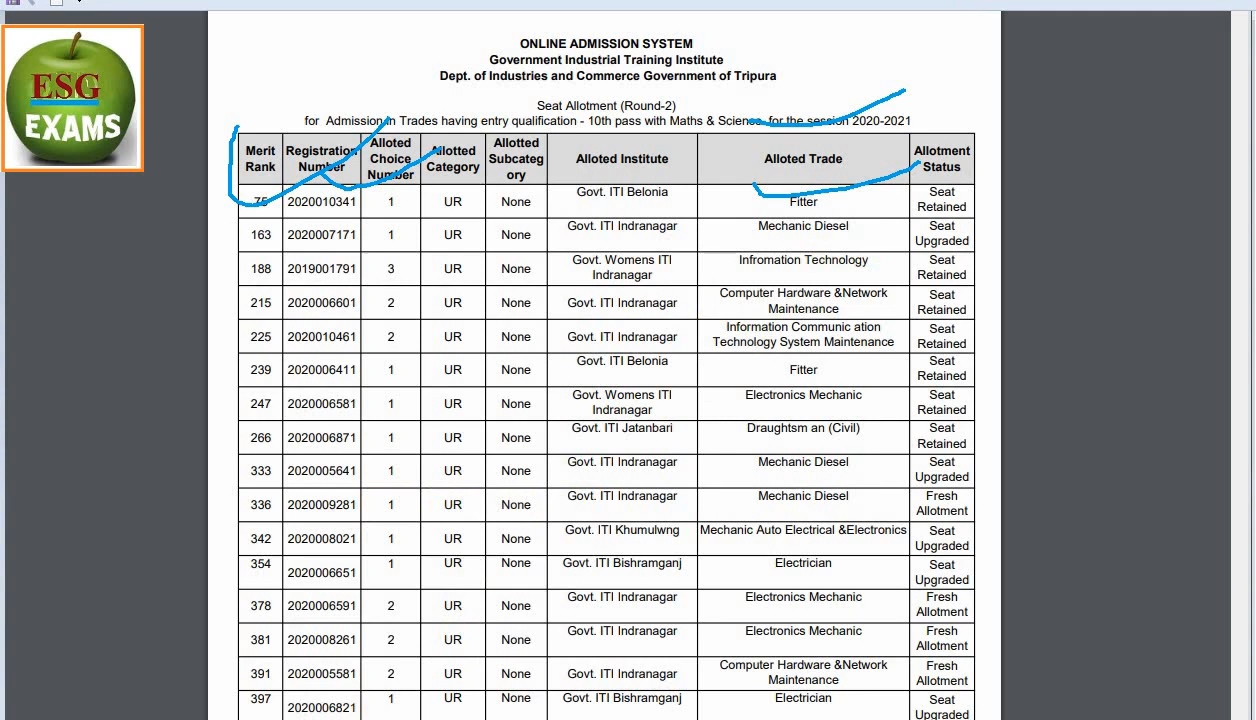 ESG
EXAMS
ONLINE ADMISSION SYSTEM
Government Industrial Training Institute
Dept. of Industries and Commerce Government of Tripura
Seat Allotment (Round-2)
for Admission in Trades having entry qualification - 10th pass with Maths & Science for the session 2020-2021
Merit Rank Registration Number Alloted Choice Number Allotted Category Allotted Subcateg ory Alloted Institute Alloted Trade Allotment Status
75 2020010341 1 UR None Govt. ITI Belonia Fitter Seat Retained
163 2020007171 1 UR None Govt. ITI Indranagar Mechanic Diesel Seat Upgraded
188 2019001791 3 UR None Govt. Womens ITI Indranagar Infromation Technology Seat Retained
215 2020006601 2 UR None Govt. ITI Indranagar Computer Hardware &Network Maintenance Seat Retained
225 2020010461 2 UR None Govt. ITI Indranagar Information Communic ation Technology System Maintenance Seat Retained
239 2020006411 1 UR None Govt. ITI Belonia Fitter Seat Retained
247 2020006581 1 UR None Govt. Womens ITI Indranagar Electronics Mechanic Seat Retained
266 2020006871 1 UR None Govt. ITI Jatanbari Draughtsm an (Civil) Seat Retained
333 2020005641 1 UR None Govt. ITI Indranagar Mechanic Diesel Seat Upgraded
336 2020009281 1 UR None Govt. ITI Indranagar Mechanic Diesel Fresh Allotment
342 2020008021 1 UR None Govt. ITI Khumulwng Mechanic Auto Electrical &Electronics Seat Upgraded
354 2020006651 1 UR None Govt. ITI Bishramganj Electrician Seat Upgraded
378 2020006591 2 UR None Govt. ITI Indranagar Electronics Mechanic Fresh Allotment
381 2020008261 2 UR None Govt. ITI Indranagar Electronics Mechanic Fresh Allotment
391 2020005581 2 UR None Govt. ITI Indranagar Computer Hardware &Network Maintenance Fresh Allotment
397 2020006821 1 UR None Govt. ITI Bishramganj Electrician Seat Upgraded